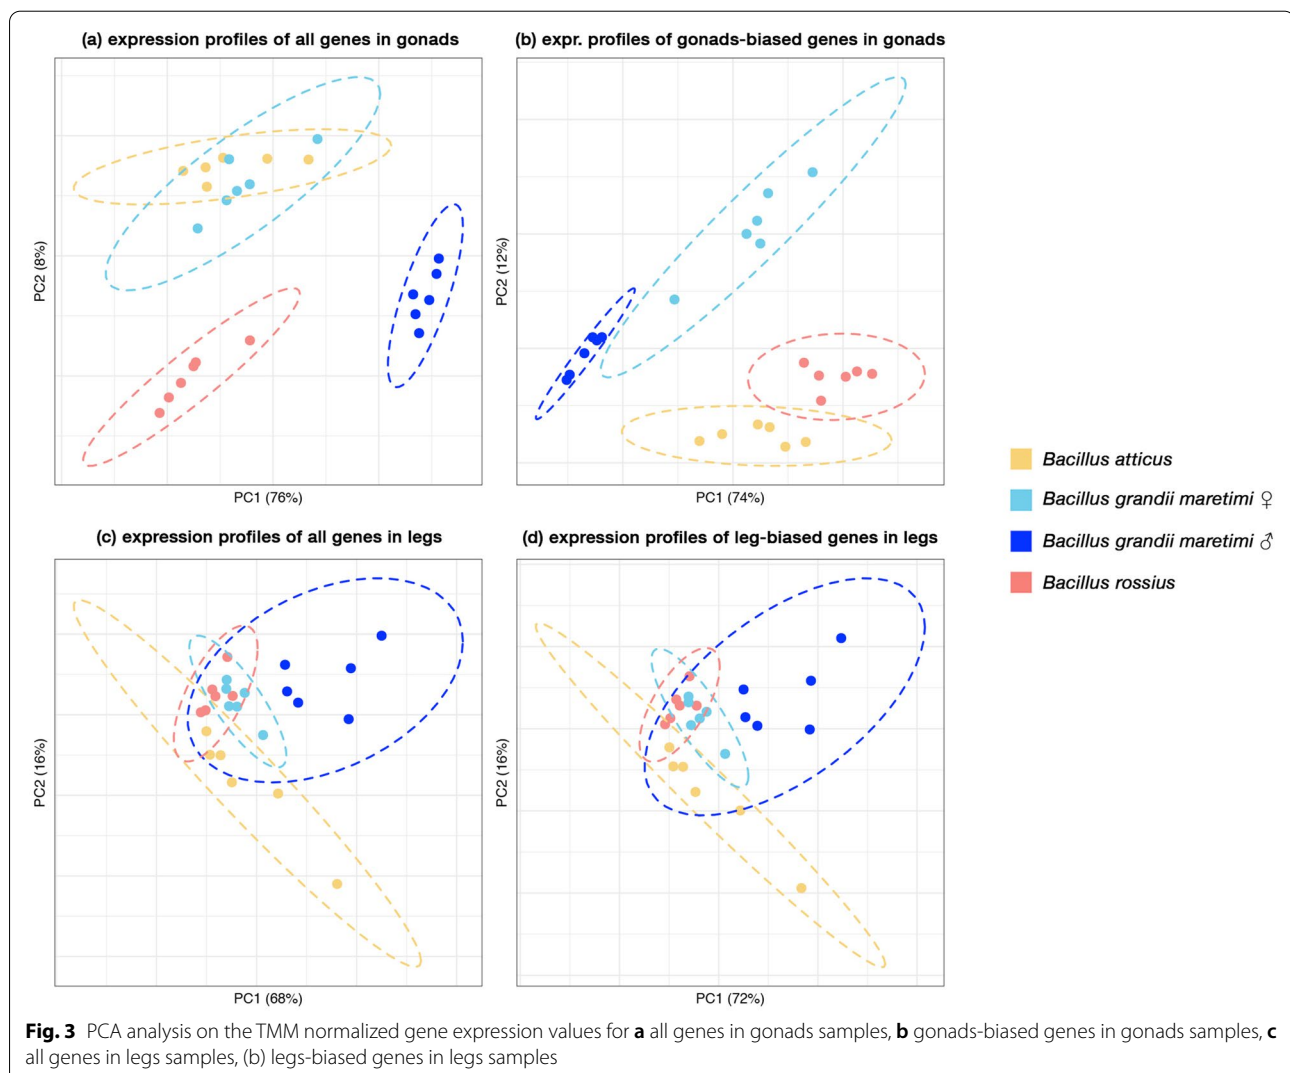 (a) expression profiles of all genes in gonads
(b) expr. profiles of gonads-biased genes in gonads
PC2 (8%)
PC2 (12%)
PC1 (76%)
PC1 (74%)
Bacillus atticus
Bacillus grandii maretimi ♀
Bacillus grandii maretimi ♂
Bacillus rossius
(c) expression profiles of all genes in legs
(d) expression profiles of leg-biased genes in legs
PC2 (16%)
PC2 (16%)
PC1 (68%)
PC1 (72%)
Fig. 3 PCA analysis on the TMM normalized gene expression values for a all genes in gonads samples, b gonads-biased genes in gonads samples, c
all genes in legs samples, (b) legs-biased genes in legs samples